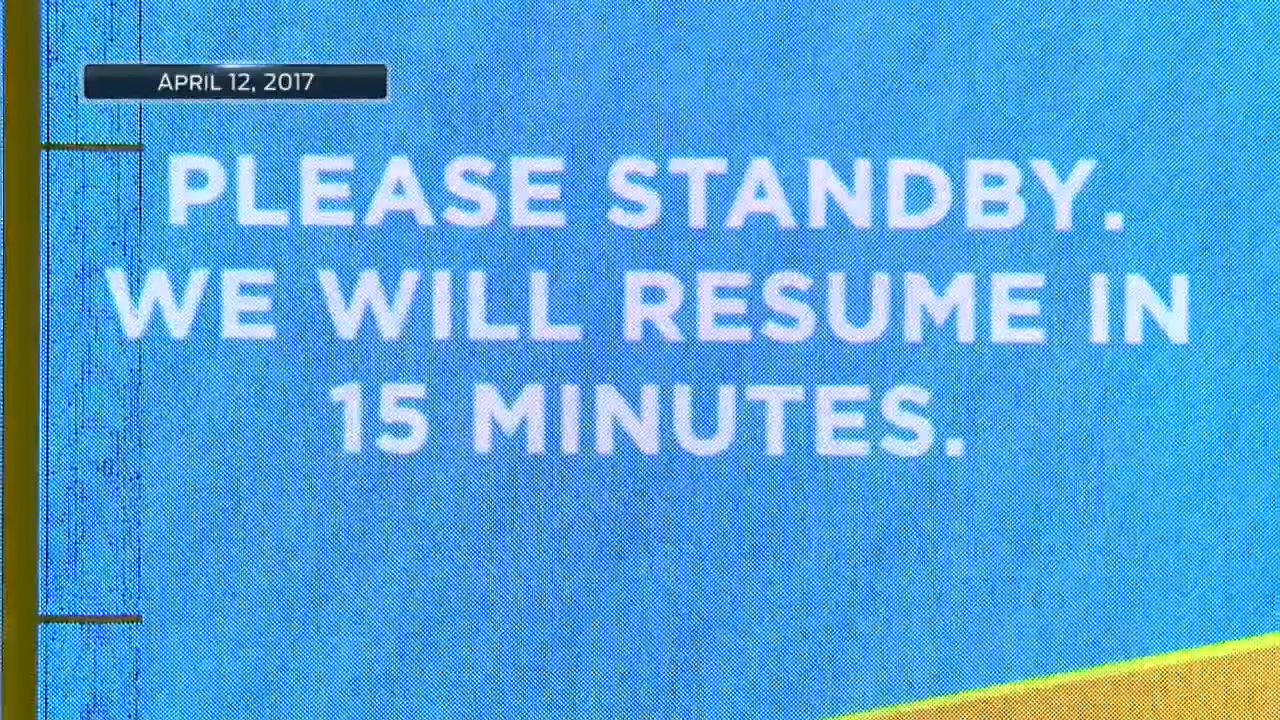 APRIL 12, 2017
PLEASE STANDBY.
WE WILL RESUME IN
15 MINUTES.